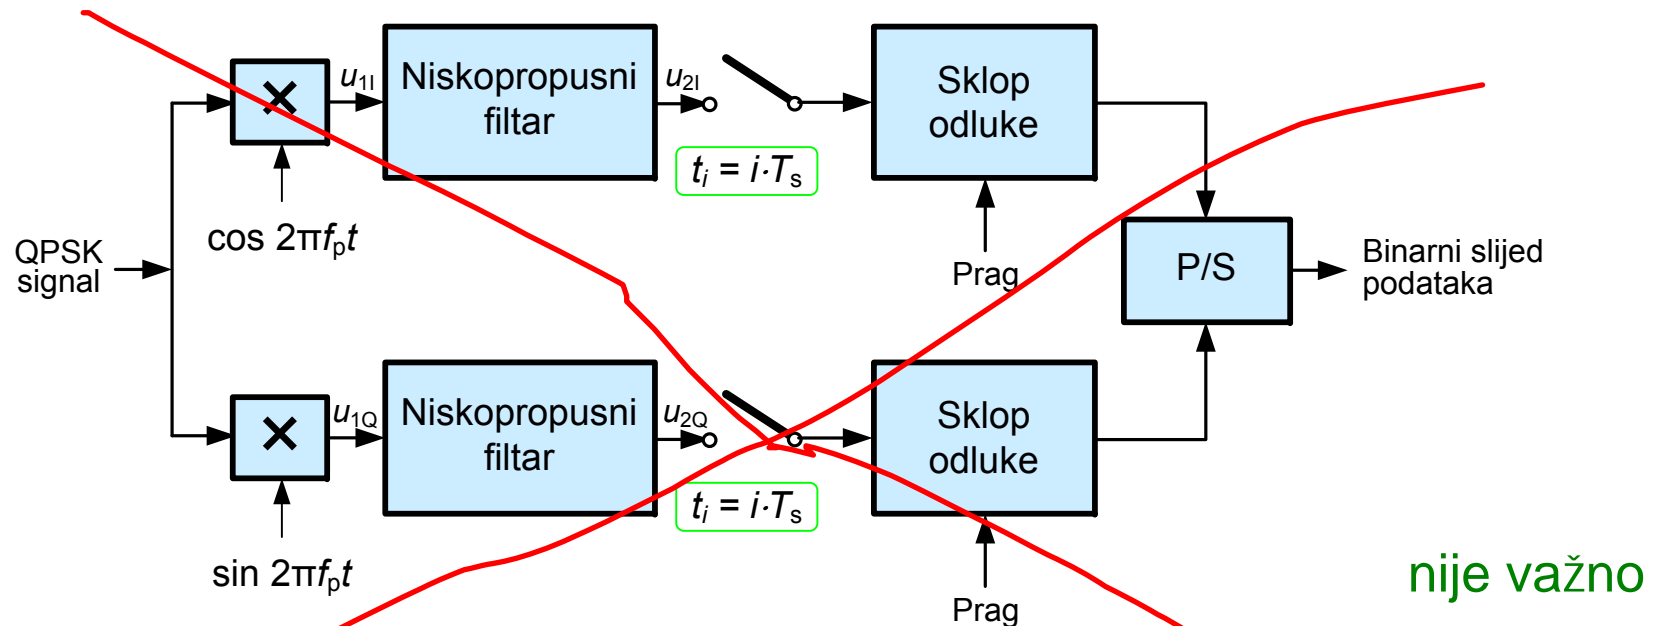 u1I
Niskopropusni
filtar
u2I
ti = i·Ts
Sklop
odluke
×
cos 2πfpt
Prag
QPSK
signal
P/S
Binarni slijed
podataka
×
u1Q
Niskopropusni
filtar
u2Q
ti = i·Ts
Sklop
odluke
sin 2πfpt
Prag
nije važno